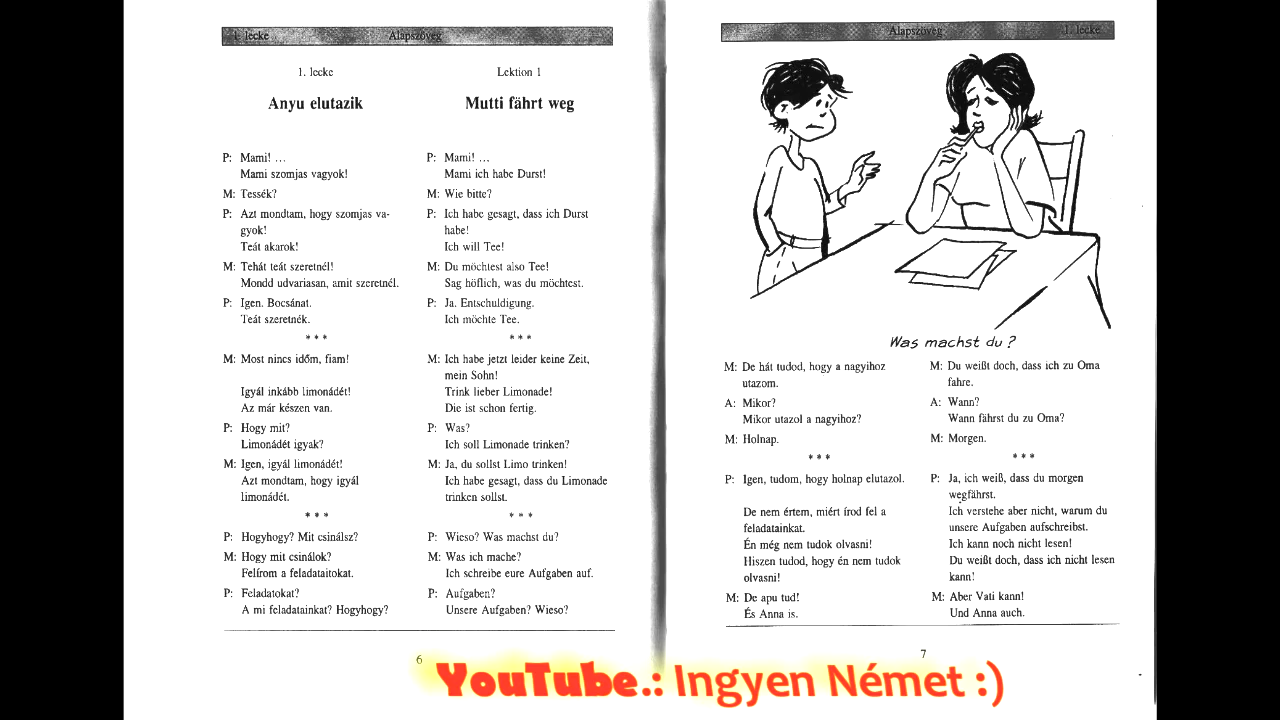 1. lecke Alapszöveg
1. lecke
Anyu elutazik
P: Mami! …
Mami szomjas vagyok!
M: Tessék?
P: Azt mondtam, hogy szomjas va-
gyok!
Teát akarok!
M: Tehát teát szeretnél!
Mondd udvariasan, amit szeretnél.
P: Igen. Bocsánat.
Teát szeretnék.
* * *
M: Most nincs időm, fiam!
Igyál inkább limonádét!
Az már készen van.
P: Hogy mit?
Limonádét igyak?
M: Igen, igyál limonádét!
Azt mondtam, hogy igyál
limonádét.
* * *
P: Hogyhogy? Mit csinálsz?
M: Hogy mit csinálok?
Felírom a feladataitokat.
P: Feladatokat?
A mi feladatainkat? Hogyhogy?
Lektion 1
Mutti fährt weg
P: Mami! …
Mami ich habe Durst!
M: Wie bitte?
P: Ich habe gesagt, dass ich Durst
habe!
Ich will Tee!
M: Du möchtest also Tee!
Sag höflich, was du möchtest.
P: Ja. Entschuldigung.
Ich möchte Tee.
* * *
M: Ich habe jetzt leider keine Zeit,
mein Sohn!
Trink lieber Limonade!
Die ist schon fertig.
P: Was?
Ich soll Limonade trinken?
M: Ja, du sollst Limo trinken!
Ich habe gesagt, dass du Limonade
trinken sollst.
* * *
P: Wieso? Was machst du?
M: Was ich mache?
Ich schreibe eure Aufgaben auf.
P: Aufgaben?
Unsere Aufgaben? Wieso?
6
Alapszöveg 1. lecke
Was machst du?
M: De hát tudod, hogy a nagyihoz
utazom.
A: Mikor?
Mikor utazol a nagyihoz?
M: Holnap.
* * *
P: Igen, tudom, hogy holnap elutazol.
De nem értem, miért írod fel a
feladatainkat.
Én még nem tudok olvasni!
Hiszen tudod, hogy én nem tudok
olvasni!
M: De apu tud!
És Anna is.
M: Du weißt doch, dass ich zu Oma
fahre.
A: Wann?
Wann fährst du zu Oma?
M: Morgen.
* * *
P: Ja, ich weiß, dass du morgen
wegfährst.
Ich verstehe aber nicht, warum du
unsere Aufgaben aufschreibst.
Ich kann noch nicht lesen!
Du weißt doch, dass ich nicht lesen
kann!
M: Aber Vati kann!
Und Anna auch.
7
YouTube.: Ingyen Német :)